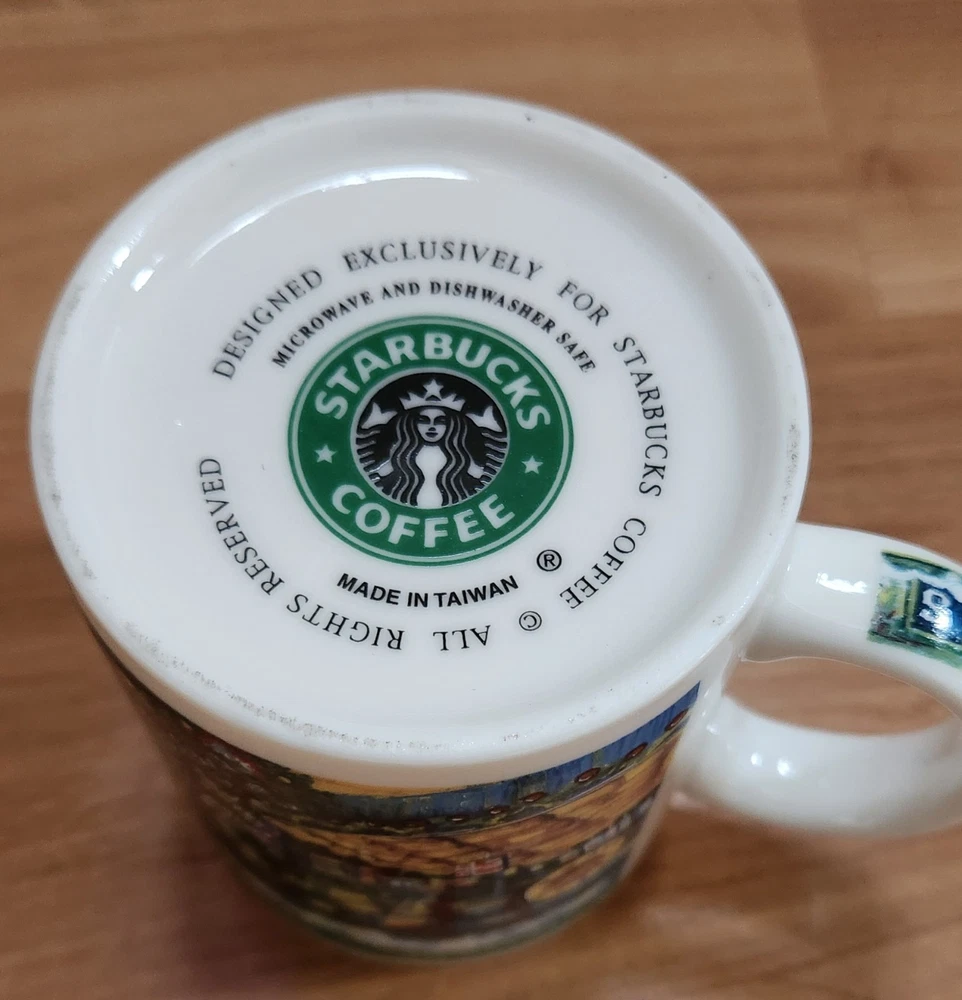 DESIGNED EXCLUSIVELY FOR STARBUCKS COFFEE © ALL RIGHTS RESERVED
MICROWAVE AND DISHWASHER SAFE
STARBUCKS
COFFEE
®
MADE IN TAIWAN